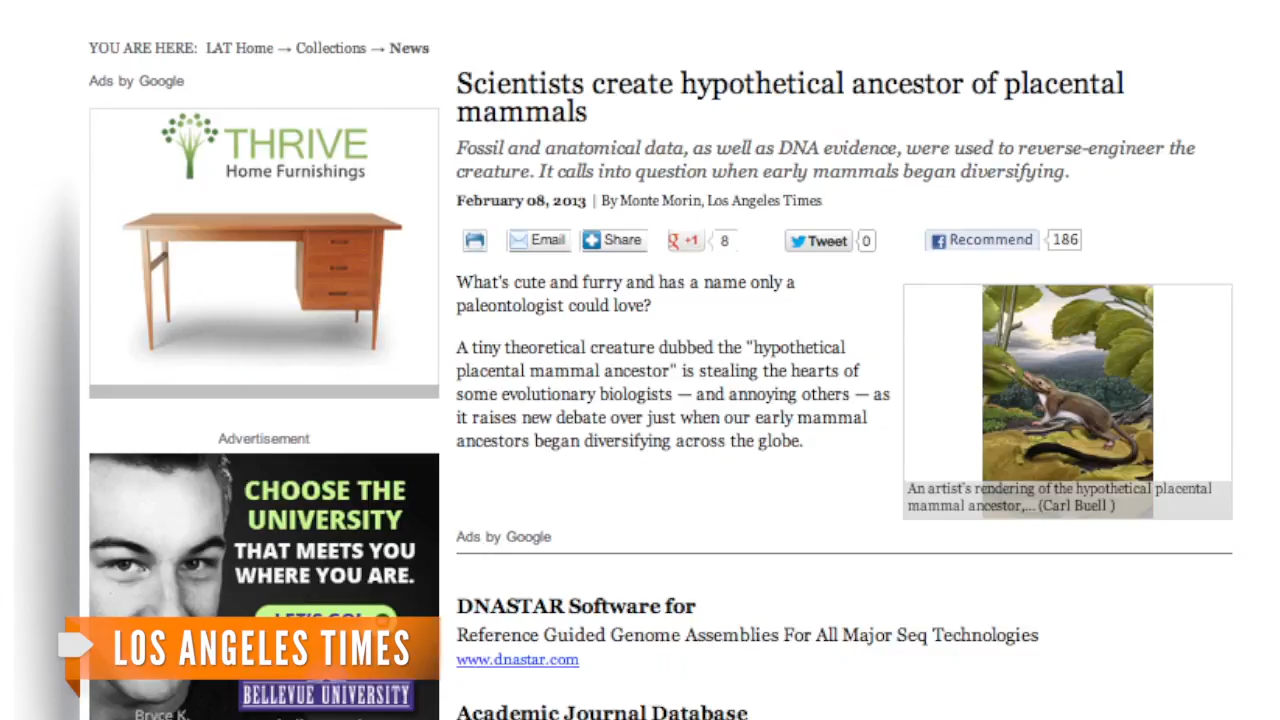 YOU ARE HERE: LAT Home → Collections → News
Ads by Google
THRIVE
Home Furnishings
Advertisement
CHOOSE THE
UNIVERSITY
THAT MEETS YOU
WHERE YOU ARE.
LET'S GO!
LOS ANGELES TIMES
BELLEVUE UNIVERSITY
Bryce K.
Scientists create hypothetical ancestor of placental
mammals
Fossil and anatomical data, as well as DNA evidence, were used to reverse-engineer the
creature. It calls into question when early mammals began diversifying.
February 08, 2013 | By Monte Morin, Los Angeles Times
Email Share g +1 8 Tweet 0 Recommend 186
What's cute and furry and has a name only a
paleontologist could love?
A tiny theoretical creature dubbed the "hypothetical
placental mammal ancestor" is stealing the hearts of
some evolutionary biologists — and annoying others — as
it raises new debate over just when our early mammal
ancestors began diversifying across the globe.
An artist's rendering of the hypothetical placental
mammal ancestor,... (Carl Buell )
Ads by Google
DNASTAR Software for
Reference Guided Genome Assemblies For All Major Seq Technologies
www.dnastar.com
Academic Journal Database